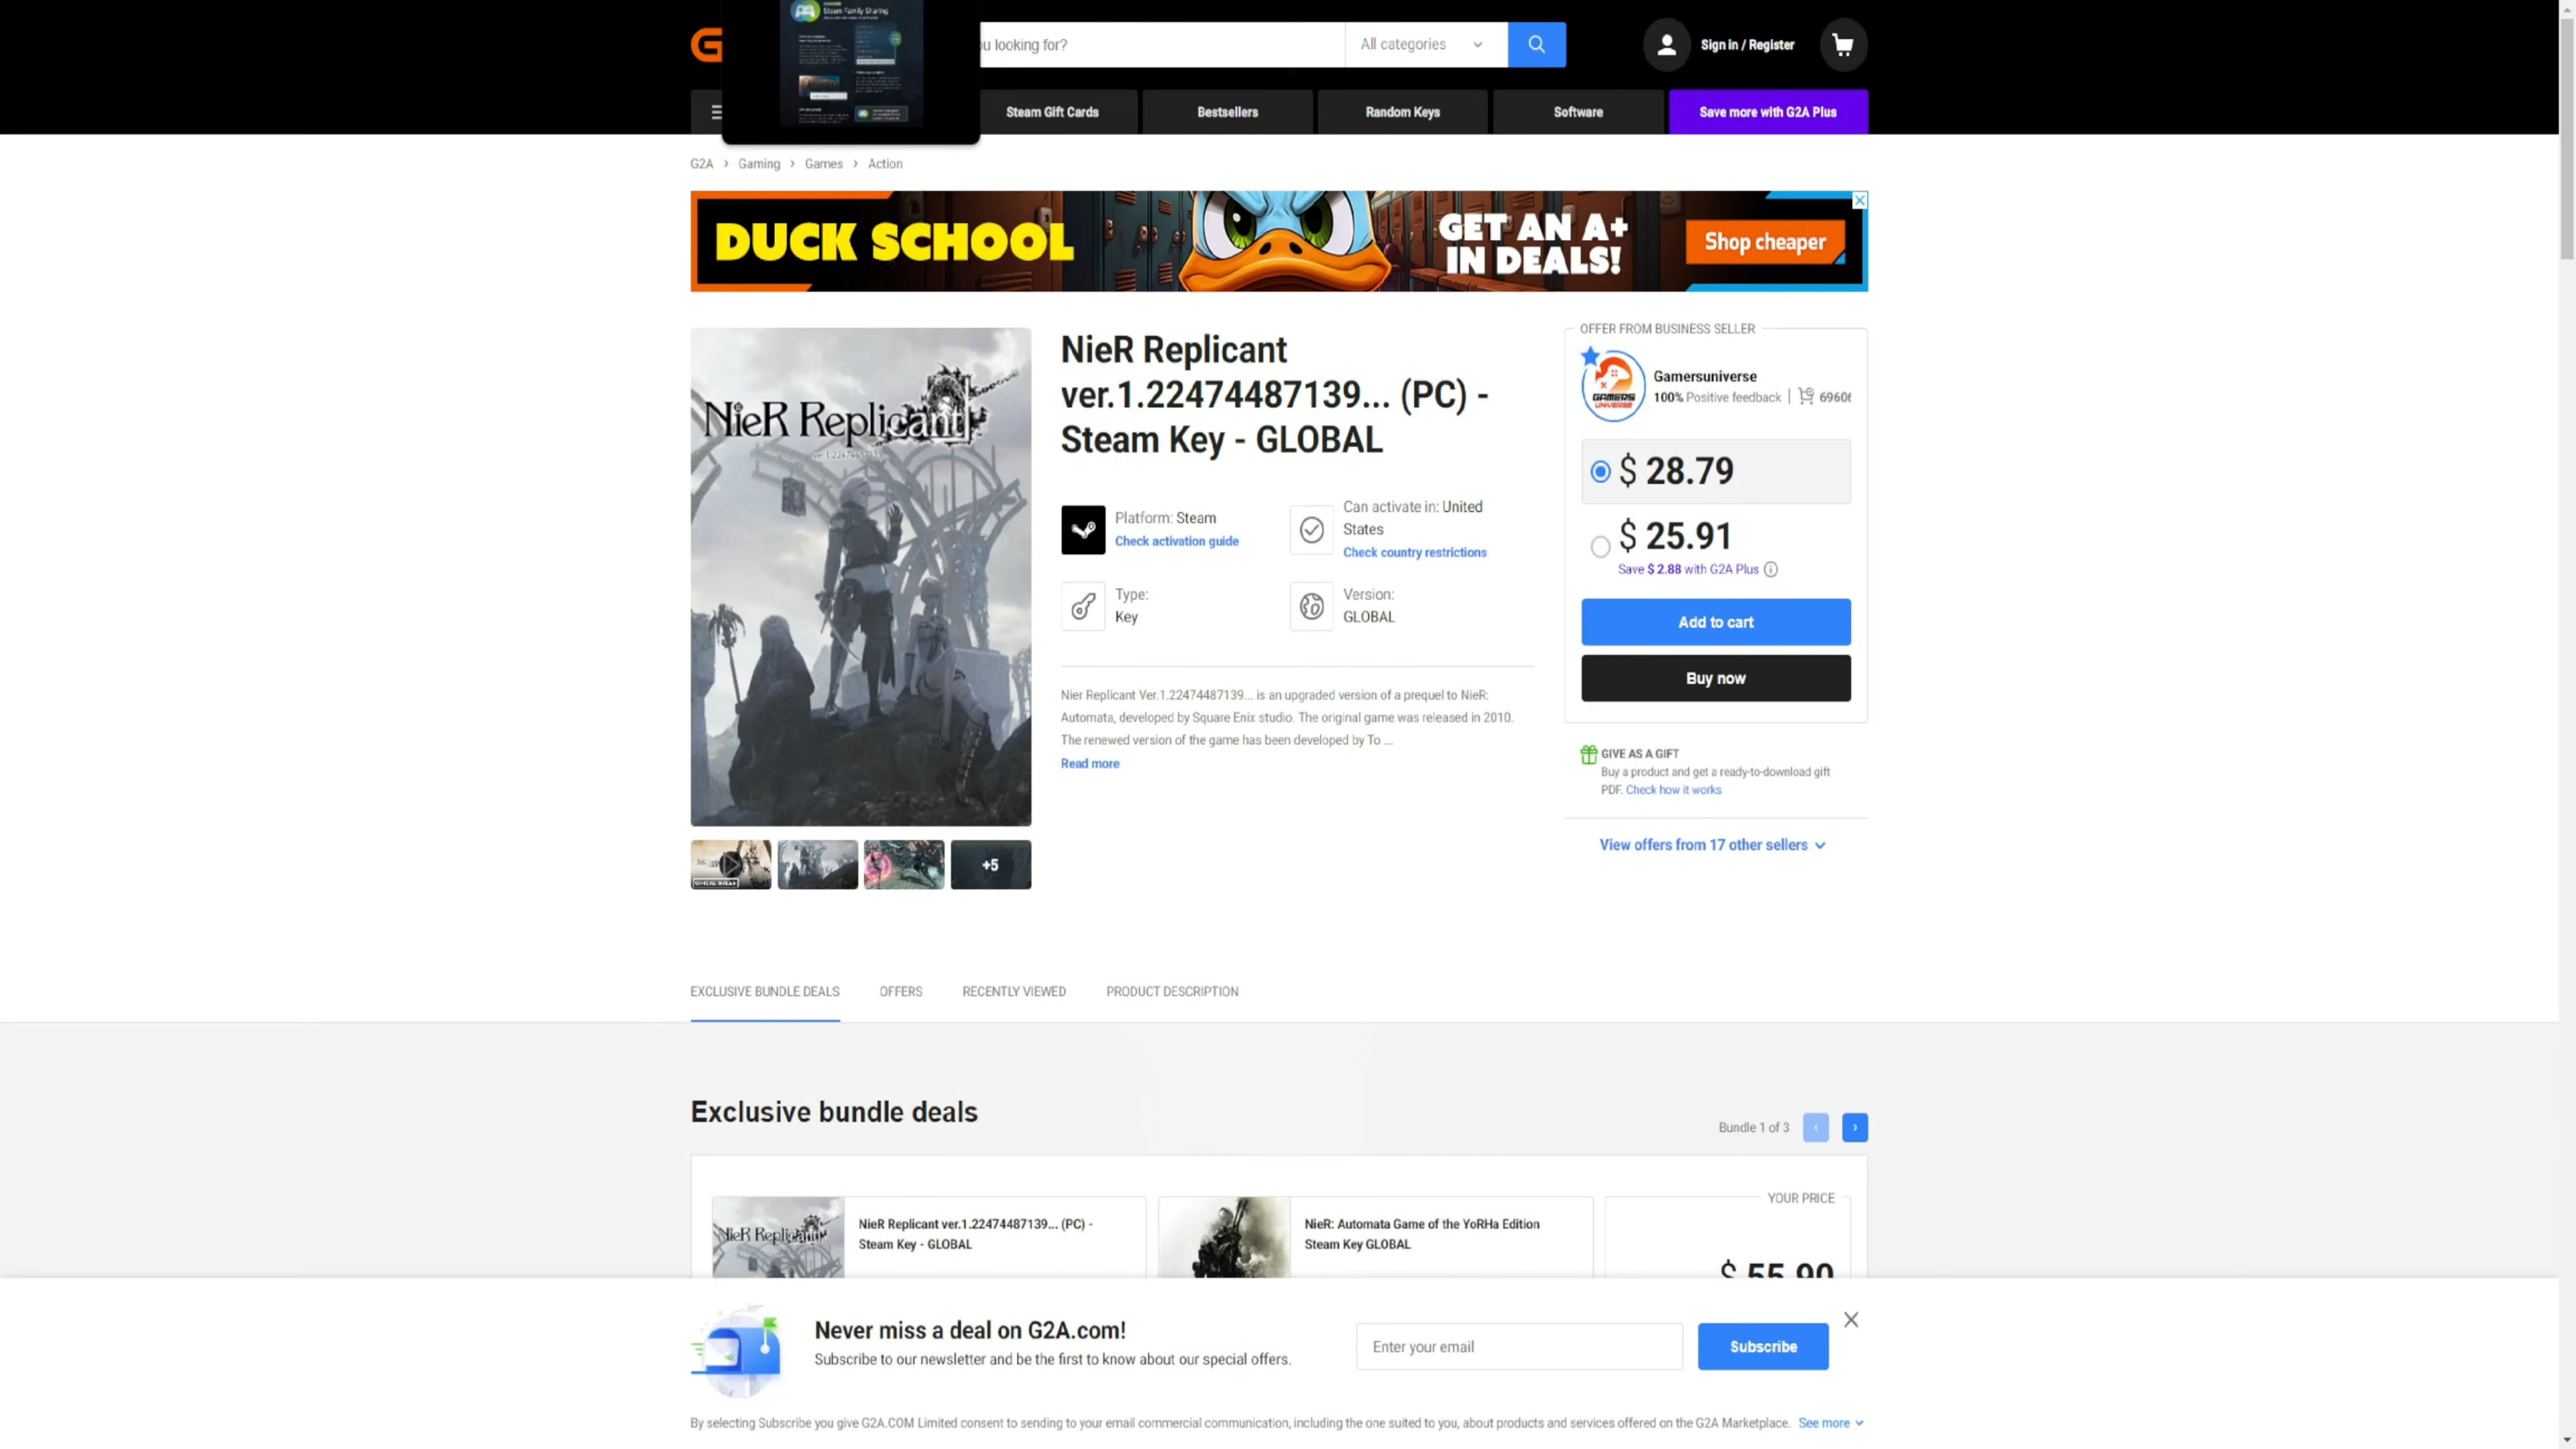 Steam Family Sharing
G
u looking for?
All categories
Sign in / Register
Steam Gift Cards
Bestsellers
Random Keys
Software
Save more with G2A Plus
G2A > Gaming > Games > Action
DUCK SCHOOL
GET AN A+
IN DEALS!
Shop cheaper
NieR Replicant
ver.1.22474487139...
NieR Replicant
ver.1.22474487139... (PC) -
Steam Key - GLOBAL
Platform: Steam
Check activation guide
Can activate in: United
States
Check country restrictions
Type:
Key
Version:
GLOBAL
Nier Replicant Ver.1.22474487139... is an upgraded version of a prequel to NieR:
Automata, developed by Square Enix studio. The original game was released in 2010.
The renewed version of the game has been developed by To ...
Read more
OFFER FROM BUSINESS SELLER
GAMERS
UNIVERSE
Gamersuniverse
100% Positive feedback | 69606
$ 28.79
$ 25.91
Save $ 2.88 with G2A Plus
Add to cart
Buy now
GIVE AS A GIFT
Buy a product and get a ready-to-download gift
PDF. Check how it works
View offers from 17 other sellers
+5
EXCLUSIVE BUNDLE DEALS
OFFERS
RECENTLY VIEWED
PRODUCT DESCRIPTION
Exclusive bundle deals
Bundle 1 of 3
NieR Replicant
NieR Replicant ver.1.22474487139... (PC) -
Steam Key - GLOBAL
NieR: Automata Game of the YoRHa Edition
Steam Key GLOBAL
YOUR PRICE
$ 55.90
Never miss a deal on G2A.com!
Subscribe to our newsletter and be the first to know about our special offers.
Enter your email
Subscribe
By selecting Subscribe you give G2A.COM Limited consent to sending to your email commercial communication, including the one suited to you, about products and services offered on the G2A Marketplace. See more